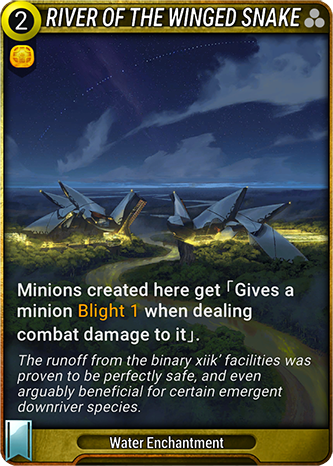 2 RIVER OF THE WINGED SNAKE
Minions created here get 「Gives a
minion Blight 1 when dealing
combat damage to it」.
The runoff from the binary xiik' facilities was
proven to be perfectly safe, and even
arguably beneficial for certain emergent
downriver species.
Water Enchantment